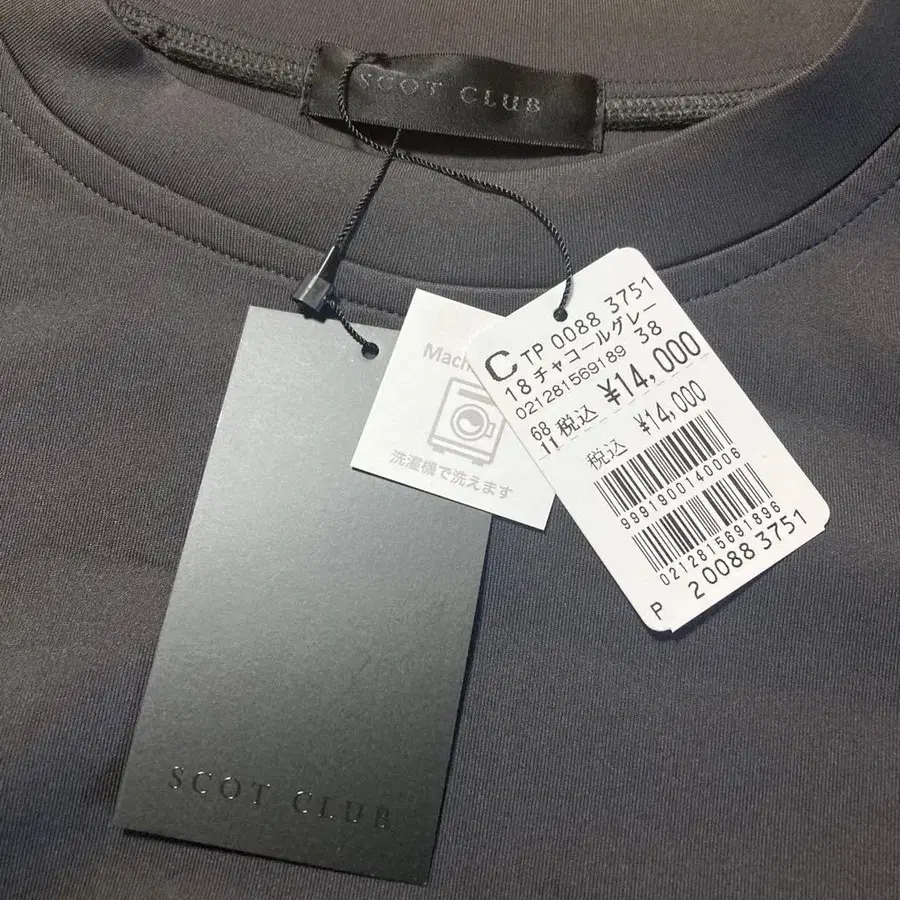 SCOT CLUB
Mach
洗濯機で洗えます
C TP 0088 3751
18 チャコールグレー
021281569189 38
68
11 税込 ¥14,000
税込 ¥14,000
9991900140006
0212815691896
P 20088 3751
SCOT CLUB